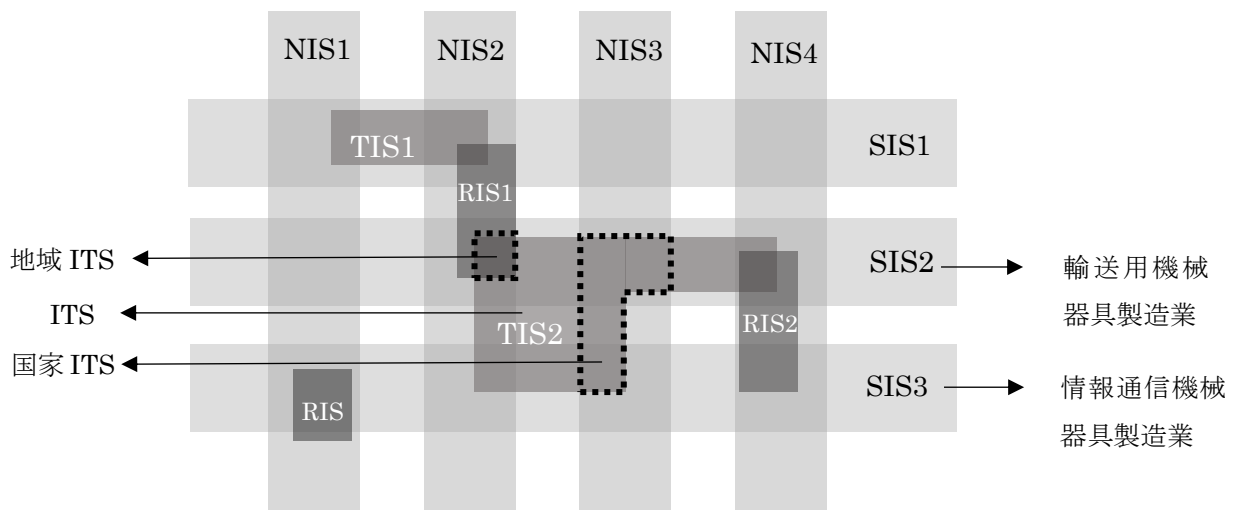 NIS1 NIS2 NIS3 NIS4
TIS1
SIS1
RIS1
地域 ITS
SIS2
輸送用機械
器具製造業
ITS
TIS2
RIS2
国家 ITS
SIS3
情報通信機械
器具製造業
RIS